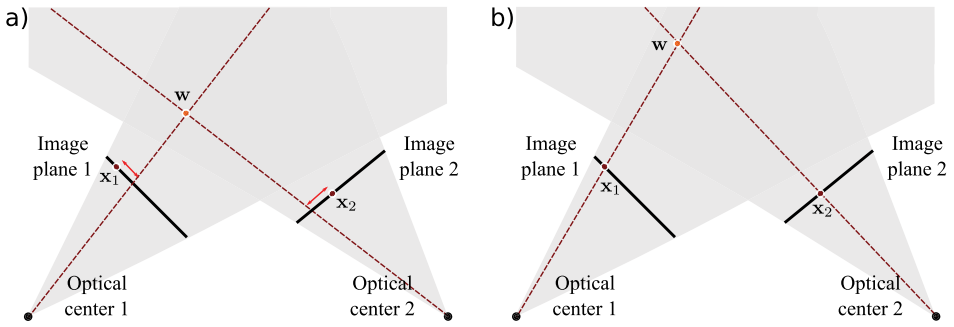 a)
w
Image
plane 1
x₁
Image
plane 2
x₂
Optical
center 1
Optical
center 2
b)
w
Image
plane 1
x₁
Image
plane 2
x₂
Optical
center 1
Optical
center 2